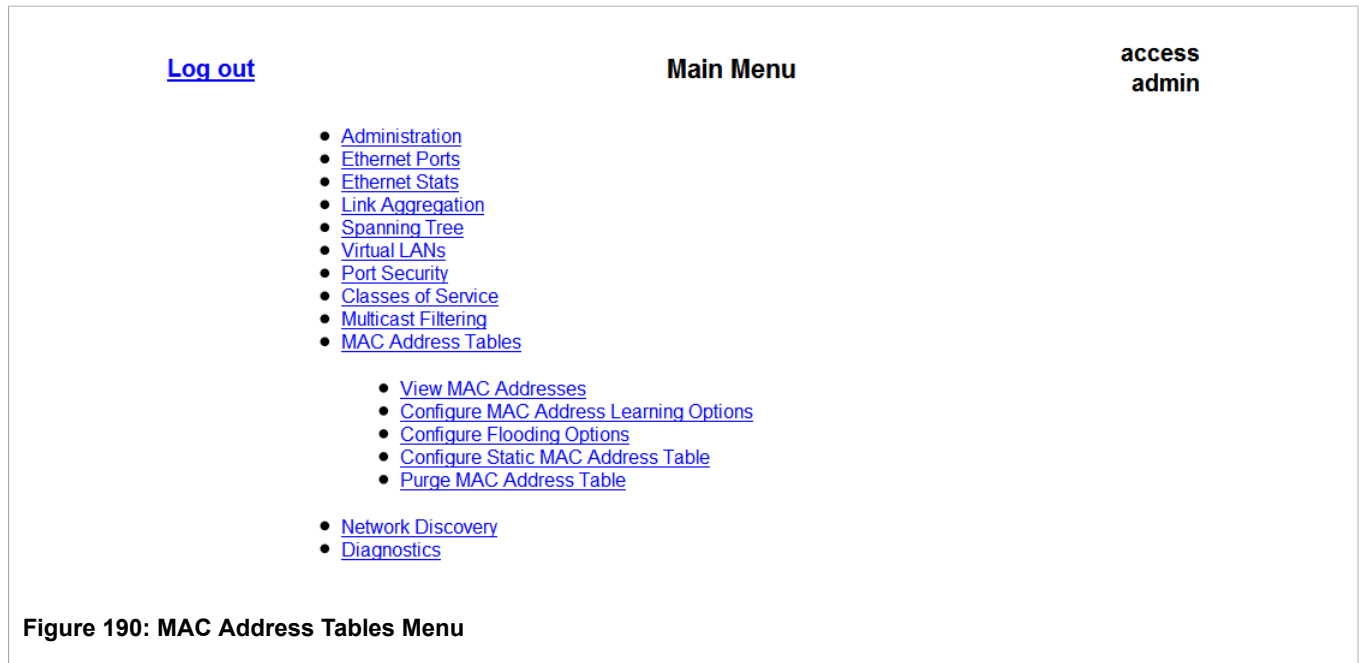 Log out
Main Menu
access
admin
Administration
Ethernet Ports
Ethernet Stats
Link Aggregation
Spanning Tree
Virtual LANs
Port Security
Classes of Service
Multicast Filtering
MAC Address Tables
View MAC Addresses
Configure MAC Address Learning Options
Configure Flooding Options
Configure Static MAC Address Table
Purge MAC Address Table
Network Discovery
Diagnostics
Figure 190: MAC Address Tables Menu